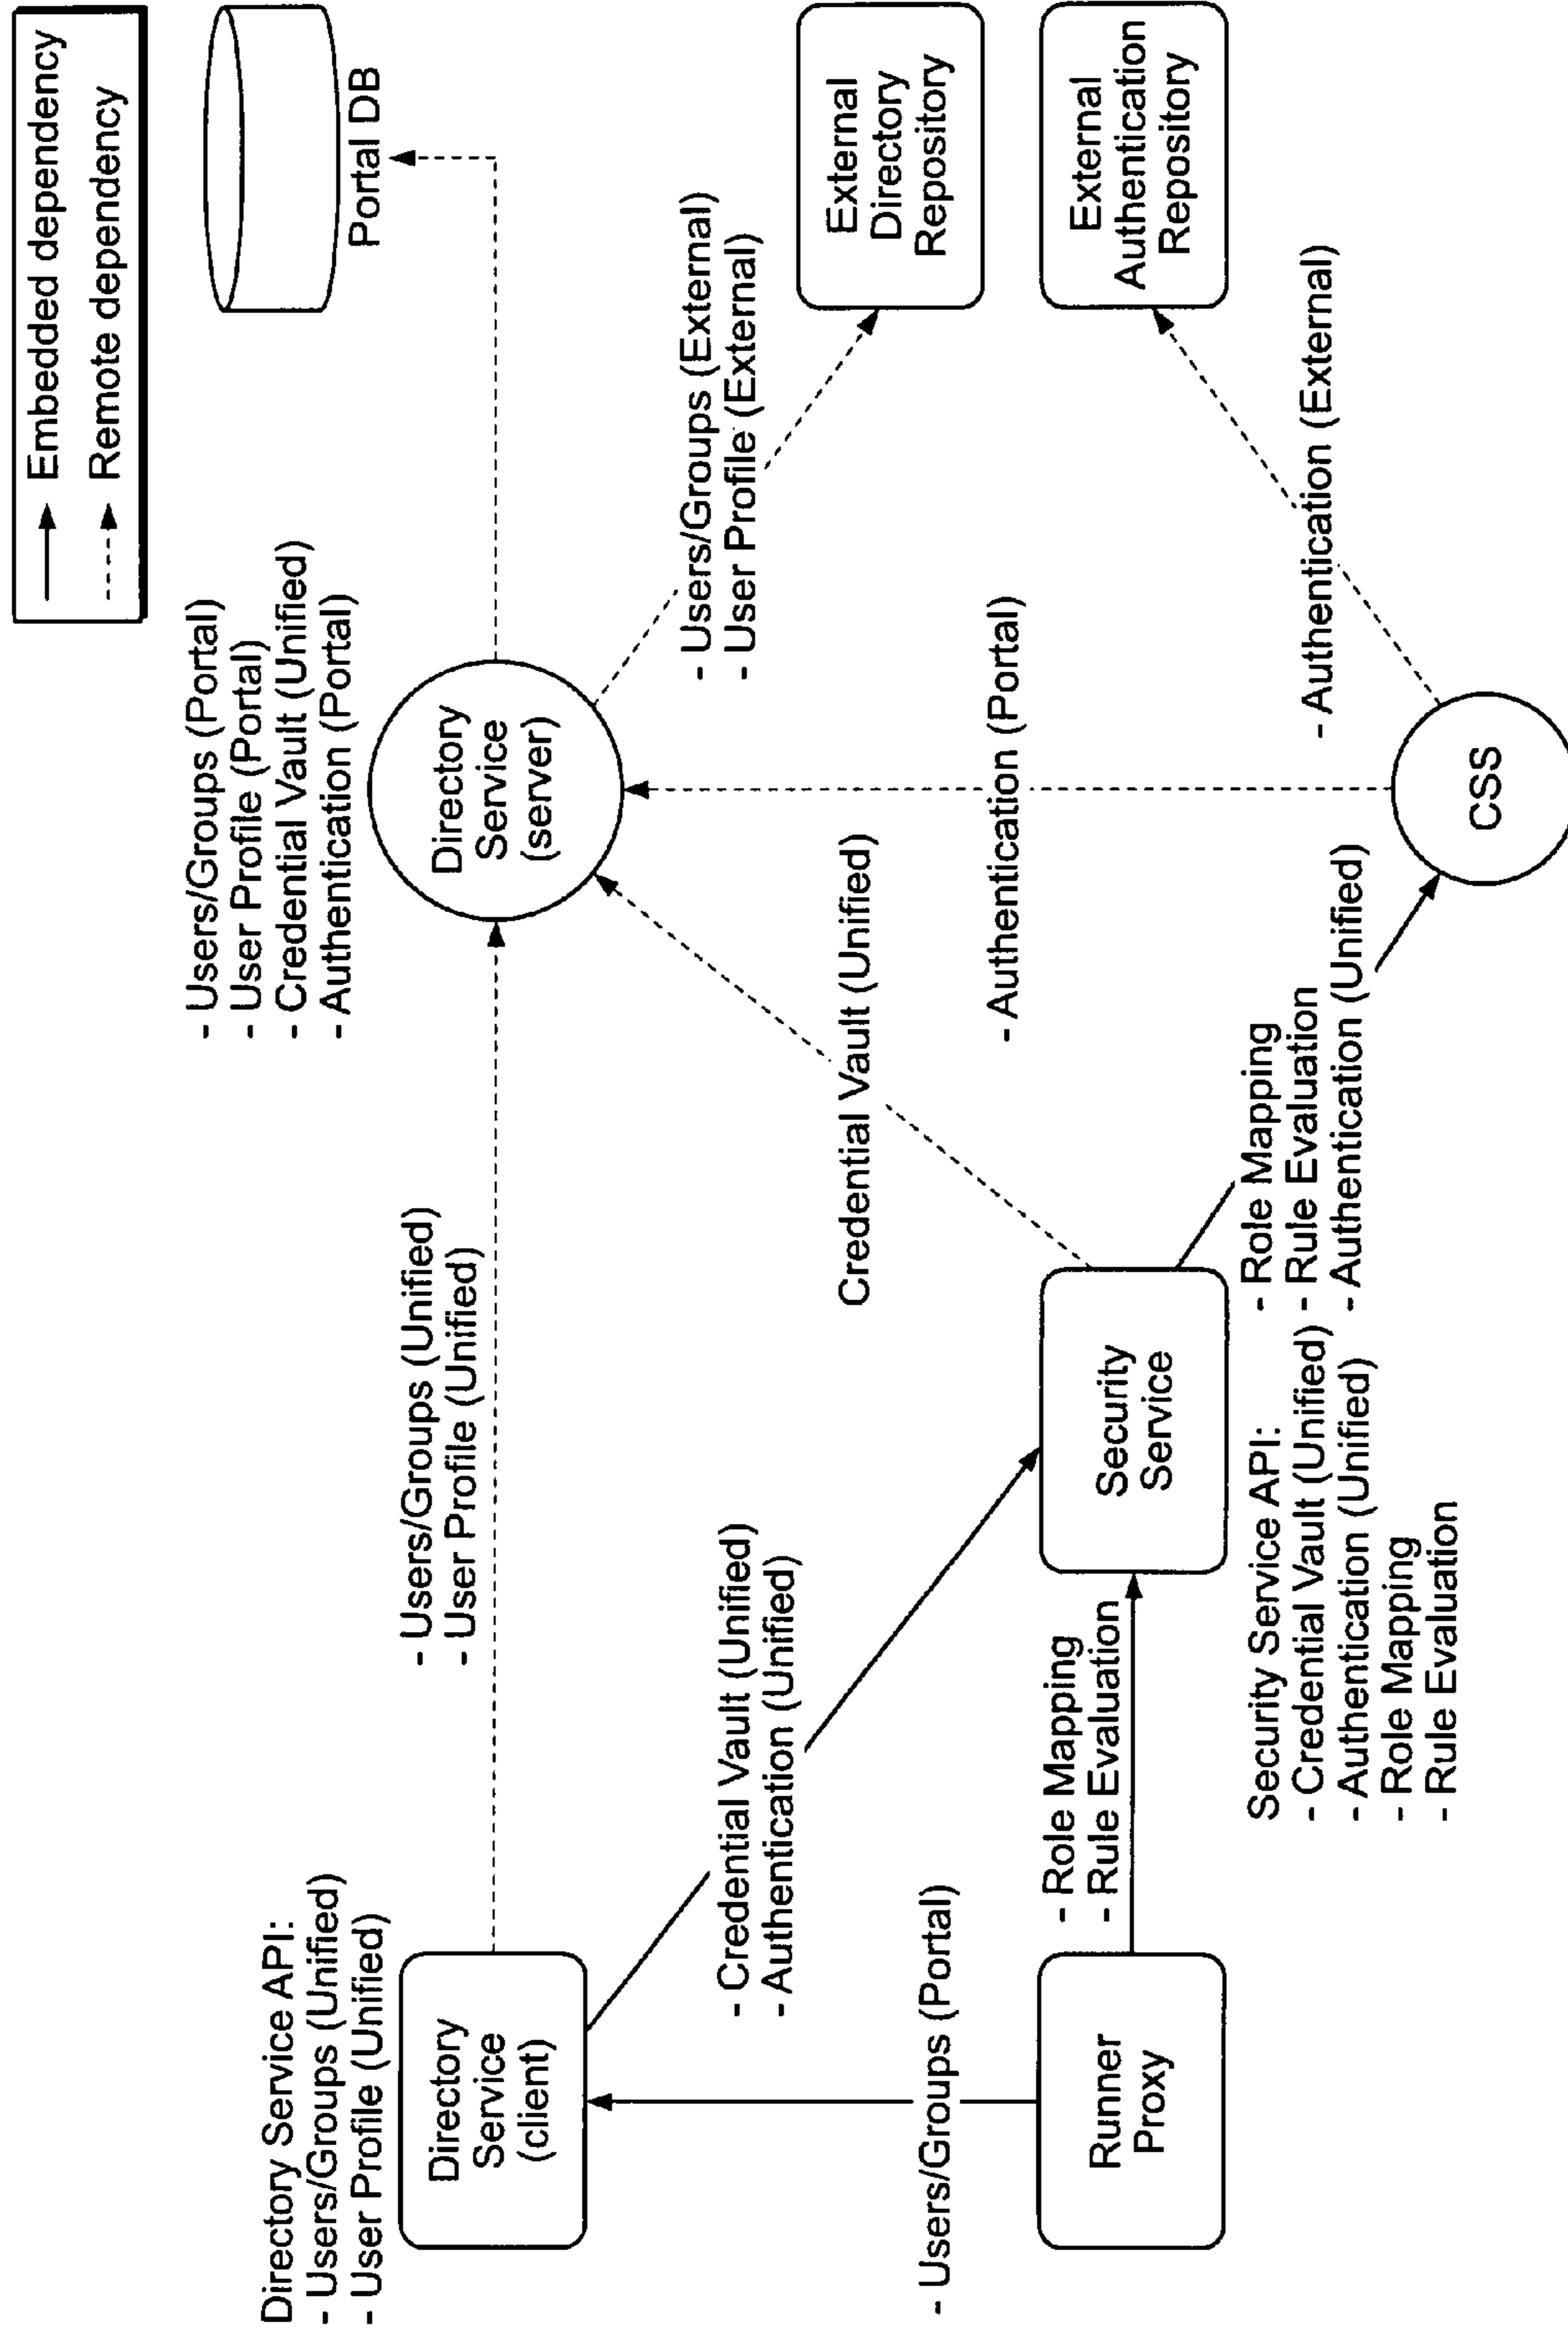 Embedded dependency
Remote dependency
Portal DB
- Users/Groups (Portal)
- User Profile (Portal)
- Credential Vault (Unified)
- Authentication (Portal)
Directory Service API:
- Users/Groups (Unified)
- User Profile (Unified)
Directory
Service
(client)
- Users/Groups (Unified)
- User Profile (Unified)
Directory
Service
(server)
- Users/Groups (External)
- User Profile (External)
External
Directory
Repository
- Credential Vault (Unified)
- Authentication (Unified)
Credential Vault (Unified)
- Users/Groups (Portal)
- Authentication (Portal)
External
Authentication
Repository
Runner
Proxy
- Role Mapping
- Rule Evaluation
Security
Service
Security Service API:
- Credential Vault (Unified)
- Authentication (Unified)
- Role Mapping
- Rule Evaluation
- Role Mapping
- Rule Evaluation
- Authentication (Unified)
- Authentication (External)
CSS